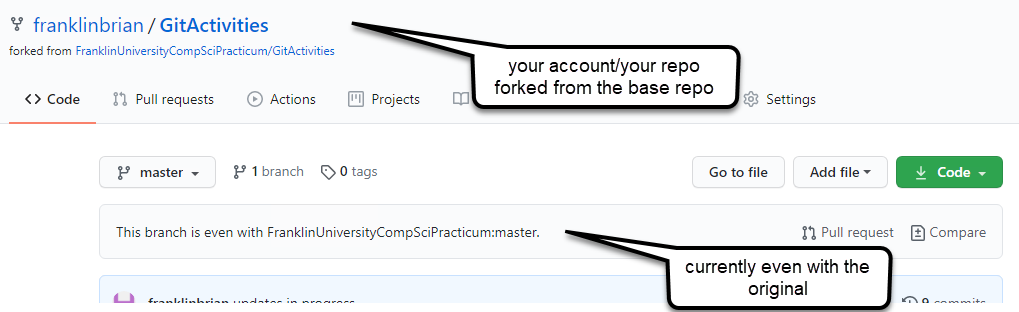 franklinbrian / GitActivities
forked from FranklinUniversityCompSciPracticum/GitActivities
your account/your repo
forked from the base repo
Code Pull requests Actions Projects Settings
master 1 branch 0 tags Go to file Add file Code
This branch is even with FranklinUniversityCompSciPracticum:master. Pull request Compare
currently even with the
original
franklinbrian updates in progress 9 commits